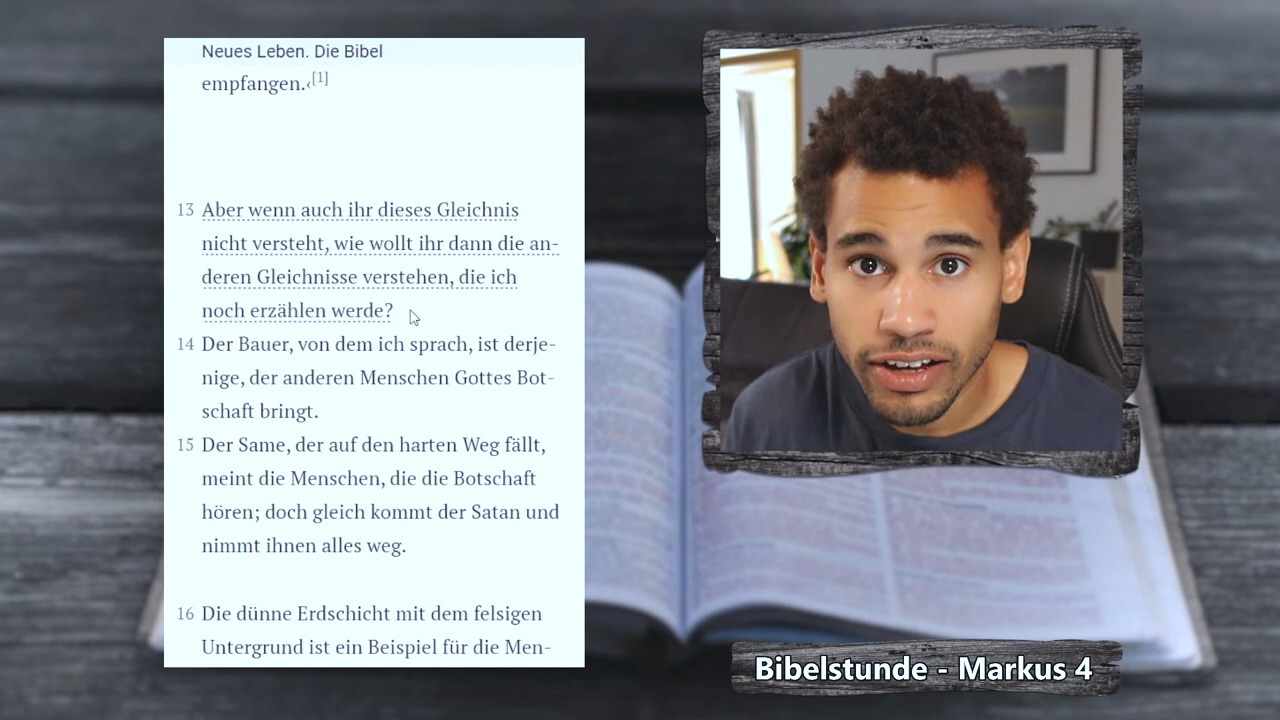 Neues Leben. Die Bibel
empfangen.‹[1]
13 Aber wenn auch ihr dieses Gleichnis
nicht versteht, wie wollt ihr dann die an-
deren Gleichnisse verstehen, die ich
noch erzählen werde?
14 Der Bauer, von dem ich sprach, ist derje-
nige, der anderen Menschen Gottes Bot-
schaft bringt.
15 Der Same, der auf den harten Weg fällt,
meint die Menschen, die die Botschaft
hören; doch gleich kommt der Satan und
nimmt ihnen alles weg.
16 Die dünne Erdschicht mit dem felsigen
Untergrund ist ein Beispiel für die Men-
Bibelstunde - Markus 4